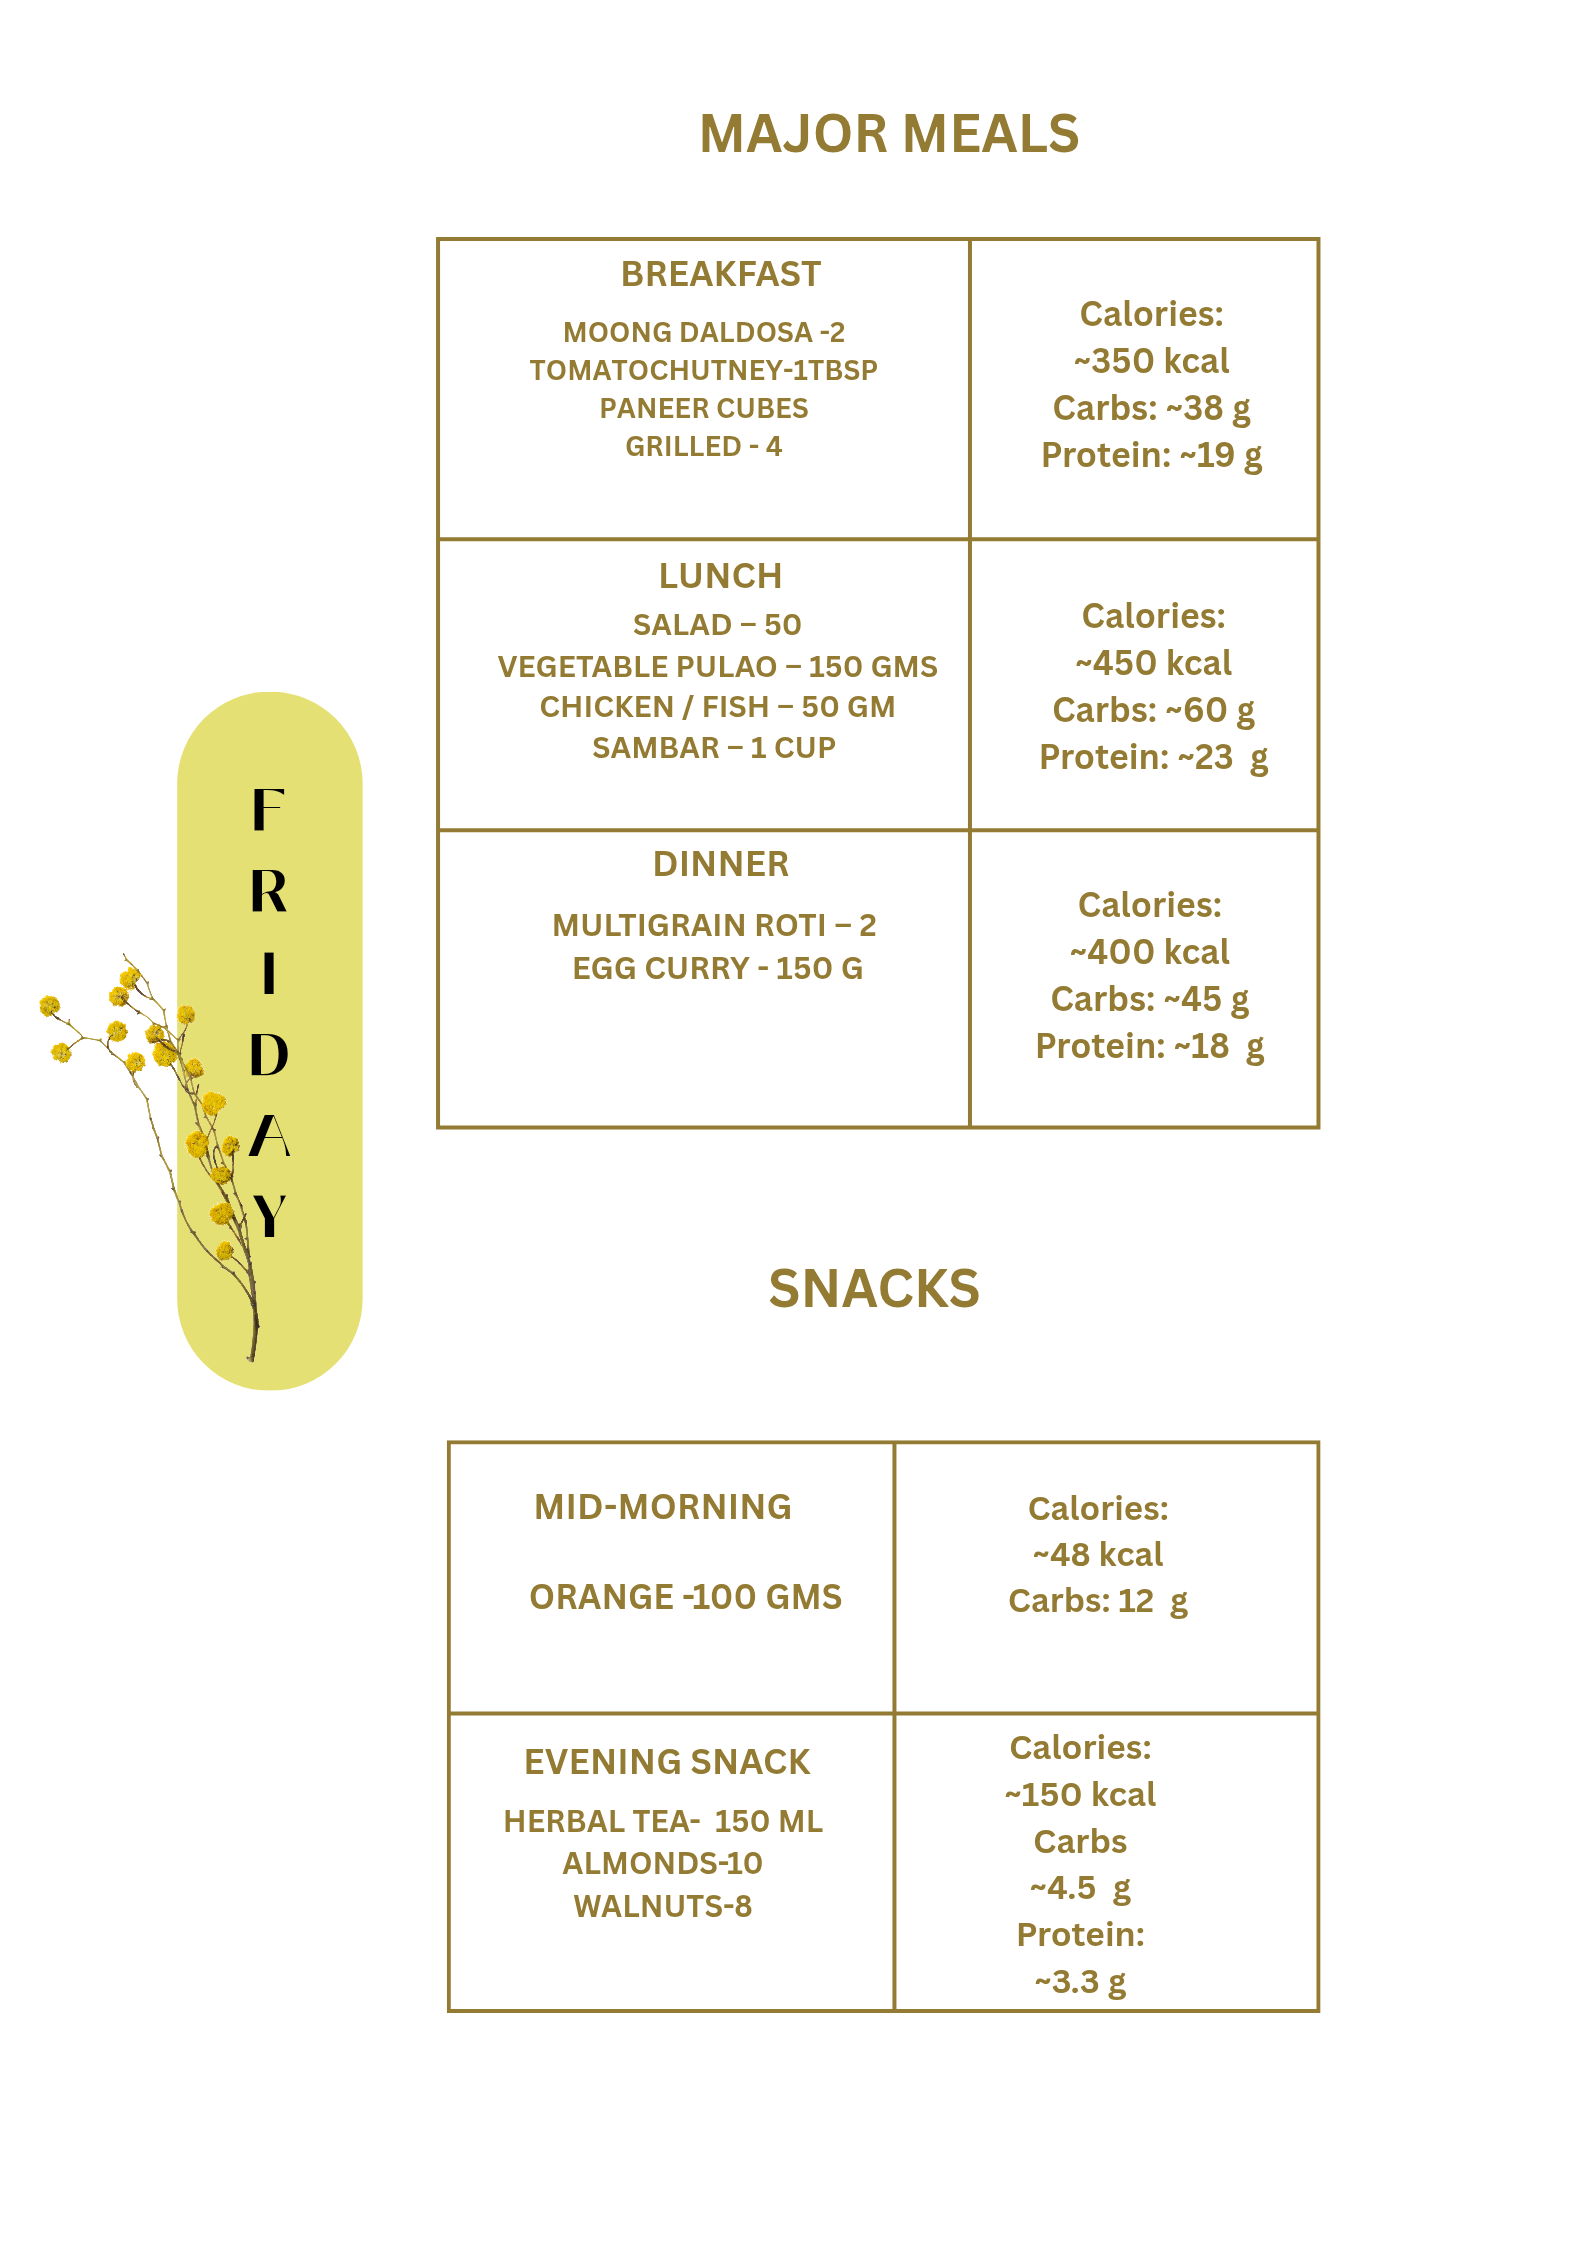 MAJOR MEALS
BREAKFAST
MOONG DALDOSA -2
TOMATOCHUTNEY-1TBSP
PANEER CUBES
GRILLED - 4
Calories:
~350 kcal
Carbs: ~38 g
Protein: ~19 g
LUNCH
SALAD – 50
VEGETABLE PULAO – 150 GMS
CHICKEN / FISH – 50 GM
SAMBAR – 1 CUP
Calories:
~450 kcal
Carbs: ~60 g
Protein: ~23 g
DINNER
MULTIGRAIN ROTI – 2
EGG CURRY - 150 G
Calories:
~400 kcal
Carbs: ~45 g
Protein: ~18 g
F
R
I
D
A
Y
SNACKS
MID-MORNING
ORANGE -100 GMS
Calories:
~48 kcal
Carbs: 12 g
EVENING SNACK
HERBAL TEA- 150 ML
ALMONDS-10
WALNUTS-8
Calories:
~150 kcal
Carbs
~4.5 g
Protein:
~3.3 g